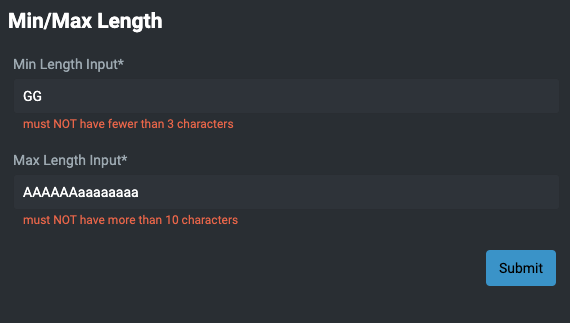 Min/Max Length
Min Length Input*
GG
must NOT have fewer than 3 characters
Max Length Input*
AAAAAAaaaaaaaa
must NOT have more than 10 characters
Submit